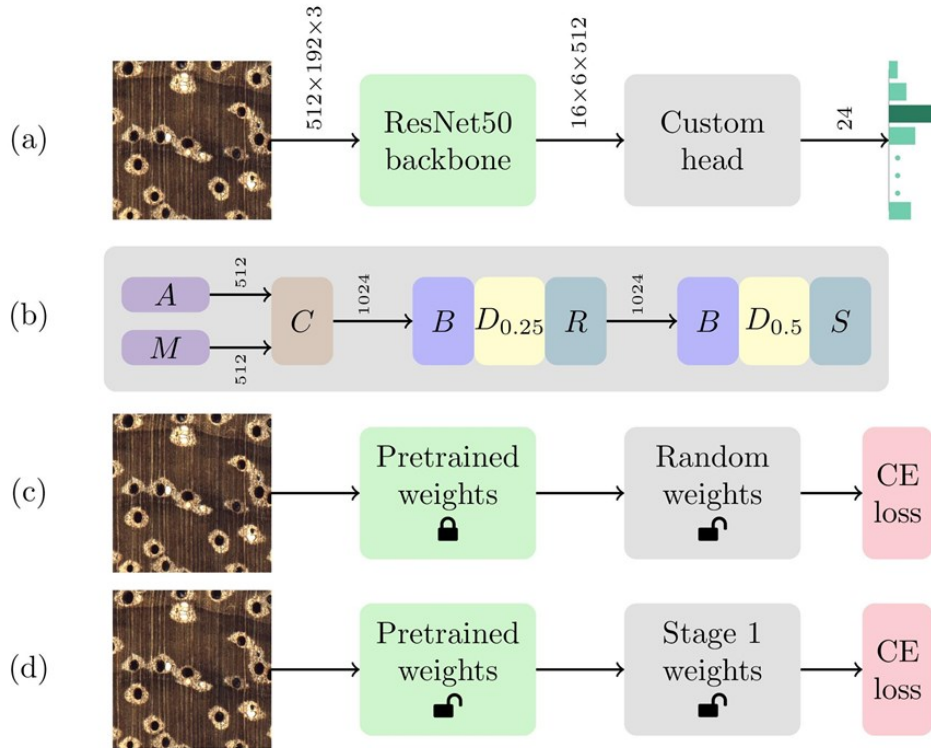 (a)
512×192×3
ResNet50
backbone
16×6×512
Custom
head
24
(b)
A
512
M
512
C
1024
B
D0.25
R
1024
B
D0.5
S
(c)
Pretrained
weights
Random
weights
CE
loss
(d)
Pretrained
weights
Stage 1
weights
CE
loss